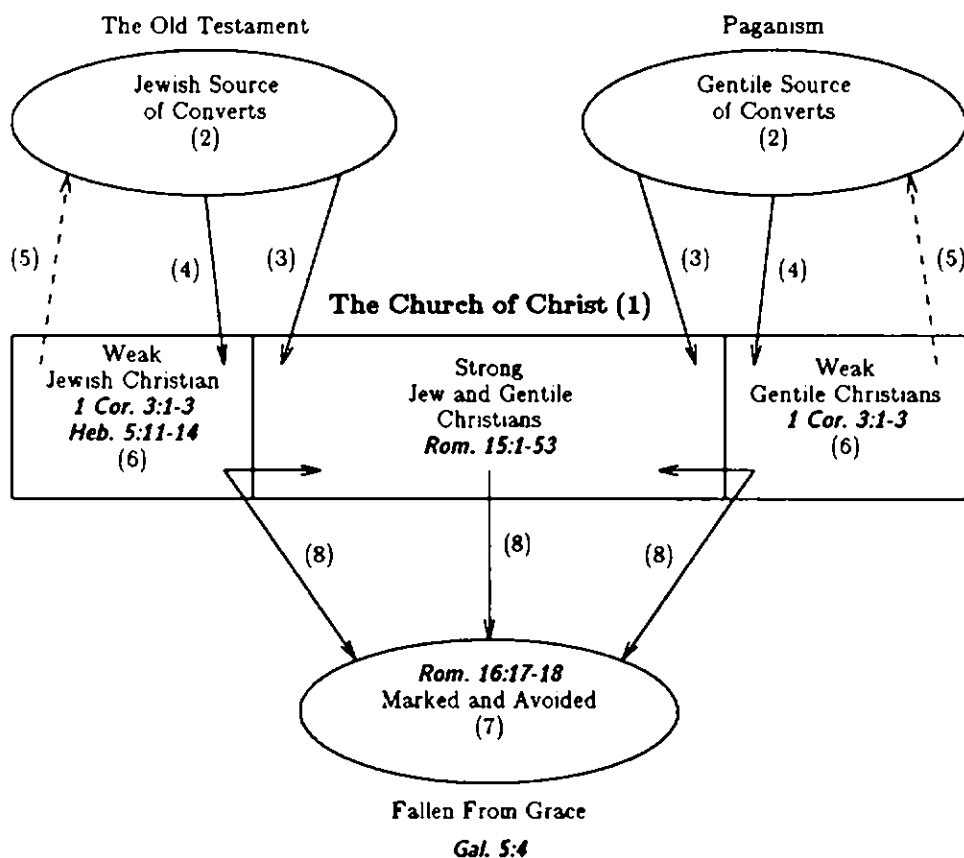 The Old Testament
Paganism
Jewish Source
of Converts
(2)
Gentile Source
of Converts
(2)
(5)
(4)
(3)
(3)
(4)
(5)
The Church of Christ (1)
Weak
Jewish Christian
1 Cor. 3:1-3
Heb. 5:11-14
(6)
Strong
Jew and Gentile
Christians
Rom. 15:1-53
Weak
Gentile Christians
1 Cor. 3:1-3
(6)
(8)
(8)
(8)
Rom. 16:17-18
Marked and Avoided
(7)
Fallen From Grace
Gal. 5:4